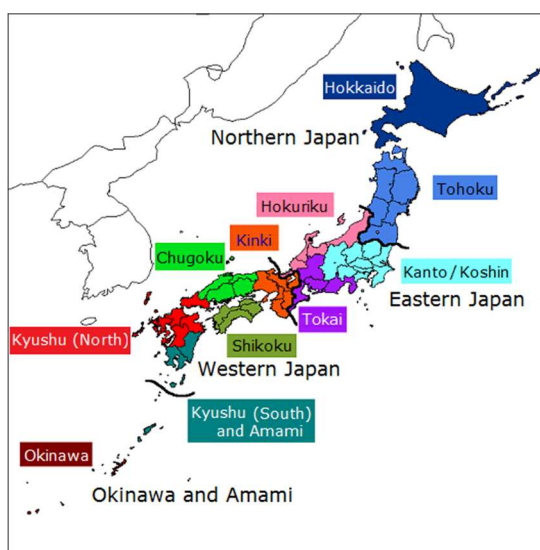 Hokkaido
Northern Japan
Tohoku
Hokuriku
Kinki
Chugoku
Kanto / Koshin
Eastern Japan
Tokai
Kyushu (North)
Shikoku
Western Japan
Kyushu (South)
and Amami
Okinawa
Okinawa and Amami